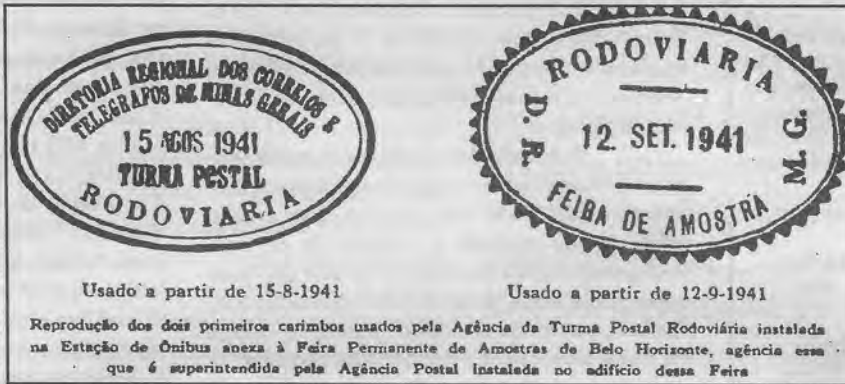 DIRETORIA REGIONAL DOS CORREIOS E
TELEGRAFOS DE MINAS GERAIS
15 AGOS 1941
TURMA POSTAL
RODOVIARIA
Usado a partir de 15-8-1941
RODOVIARIA
D. R.
12. SET. 1941
M. G.
FEIRA DE AMOSTRA
Usado a partir de 12-9-1941
Reprodução dos dois primeiros carimbos usados pela Agência da Turma Postal Rodoviária instalada
na Estação de Ônibus anexa à Feira Permanente de Amostras de Belo Horizonte, agência essa
que é superintendida pela Agência Postal Instalada no edifício dessa Feira